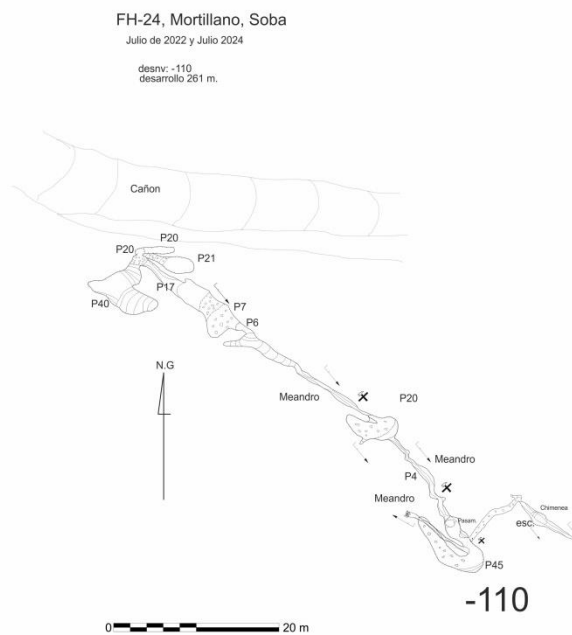 FH-24, Mortillano, Soba
Julio de 2022 y Julio 2024
desnv: -110
desarrollo 261 m.
Cañon
P20
P20
P21
P17
P40
P7
P6
N.G
Meandro
P20
Meandro
P4
Meandro
Pasam.
Chimenea
esc.
P45
-110
0
20 m